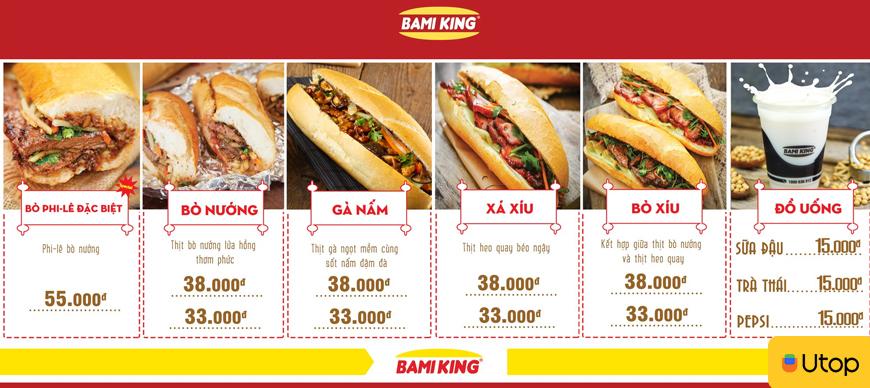 BAMI KING
BÒ PHI-LÊ ĐẶC BIỆT
Phi-lê bò nướng
55.000đ
BÒ NƯỚNG
Thịt bò nướng lửa hồng
thơm phức
38.000đ
33.000đ
GÀ NẤM
Thịt gà ngọt mềm cùng
sốt nấm đậm đà
38.000đ
33.000đ
XÁ XÍU
Thịt heo quay béo ngậy
38.000đ
33.000đ
BÒ XÍU
Kết hợp giữa thịt bò nướng
và thịt heo quay
38.000đ
33.000đ
BAMI KING
ĐỒ UỐNG
SỮA ĐẬU 15.000đ
TRÀ THÁI 15.000đ
PEPSI 15.000đ
BAMI KING
Utop